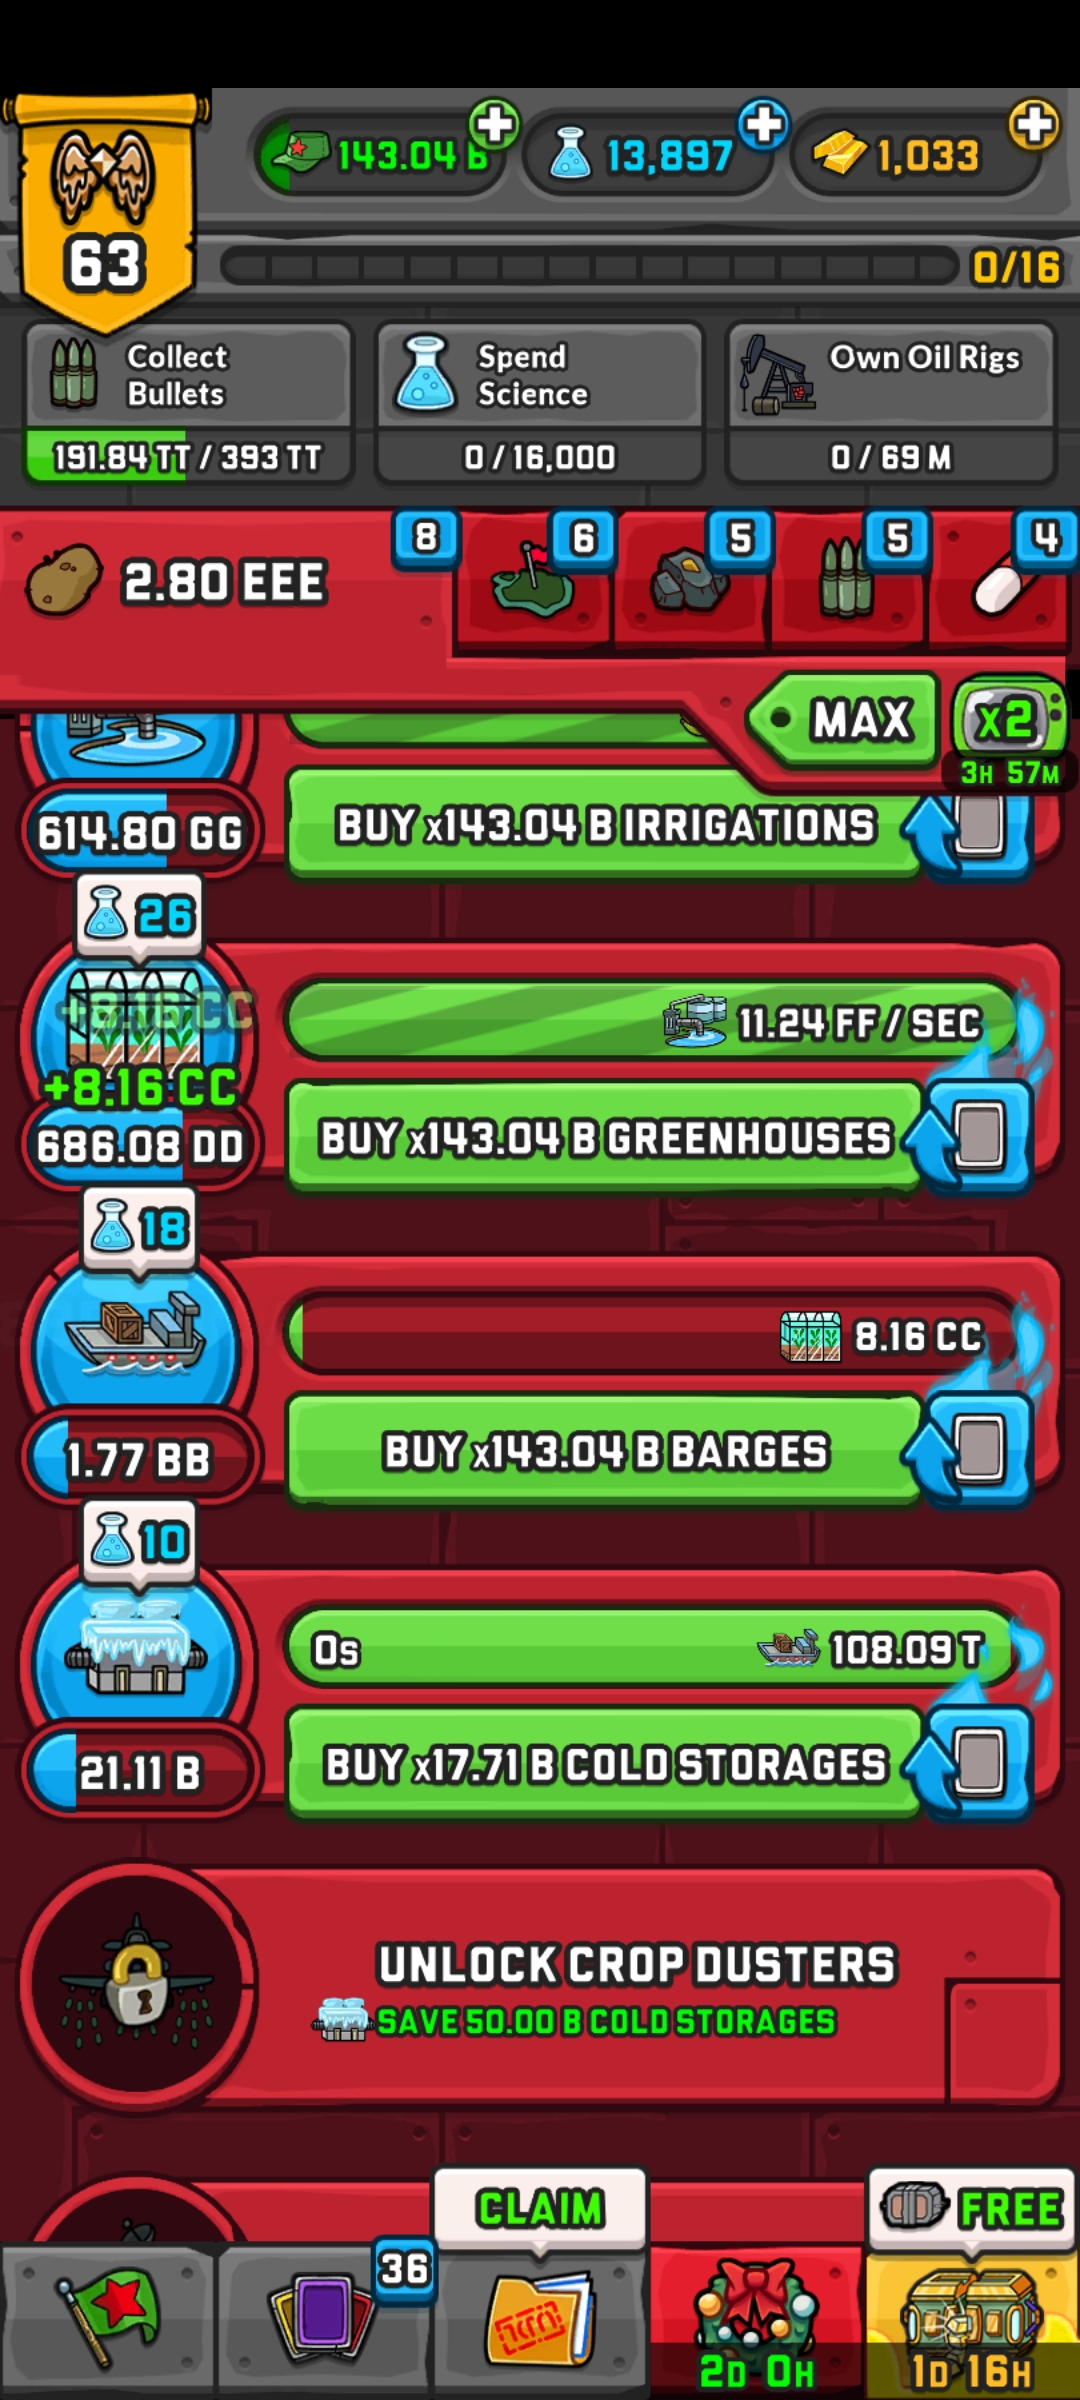 143.04 B
13,897
1,033
63
0/16
Collect
Bullets
Spend
Science
Own Oil Rigs
191.84 TT / 393 TT
0 / 16,000
0 / 69 M
8
6
5
5
4
2.80 EEE
MAX
x2
3H 57M
614.80 GG
BUY x143.04 B IRRIGATIONS
26
+8.16 CC
11.24 FF / SEC
+8.16 CC
686.08 DD
BUY x143.04 B GREENHOUSES
18
8.16 CC
1.77 BB
BUY x143.04 B BARGES
10
0s
108.09 T
21.11 B
BUY x17.71 B COLD STORAGES
UNLOCK CROP DUSTERS
SAVE 50.00 B COLD STORAGES
CLAIM
FREE
36
2D 0H
1D 16H